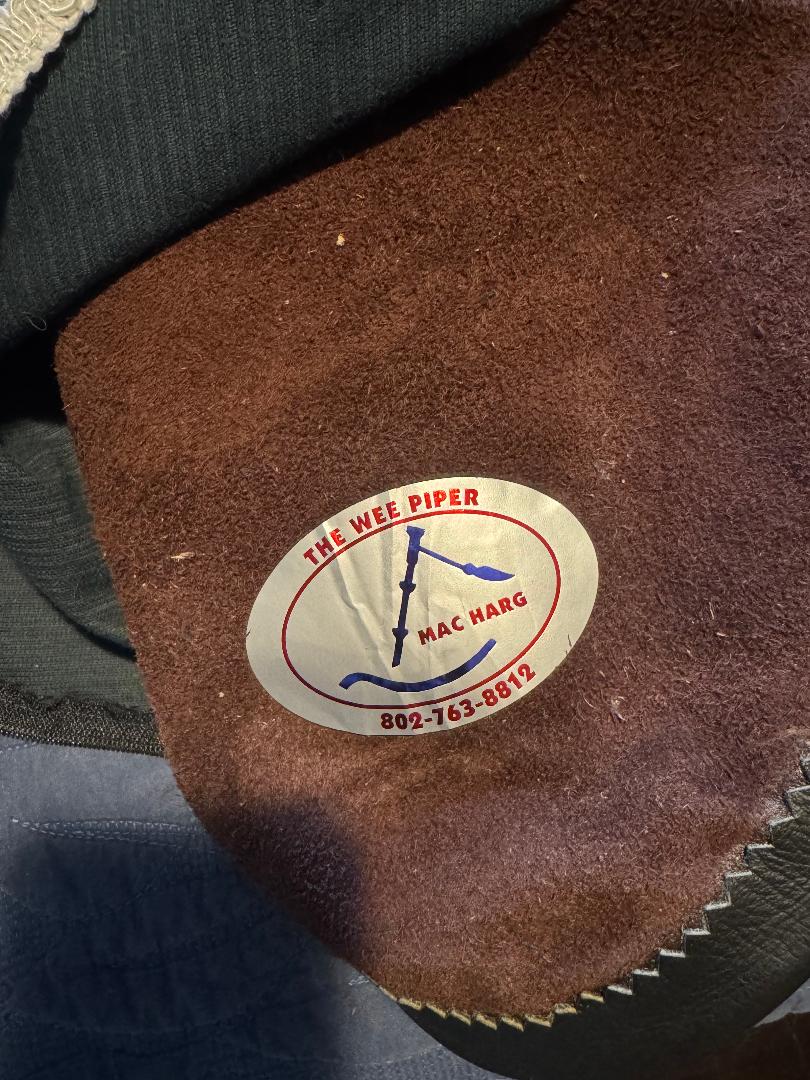 THE WEE PIPER
MAC HARG
802-763-8812